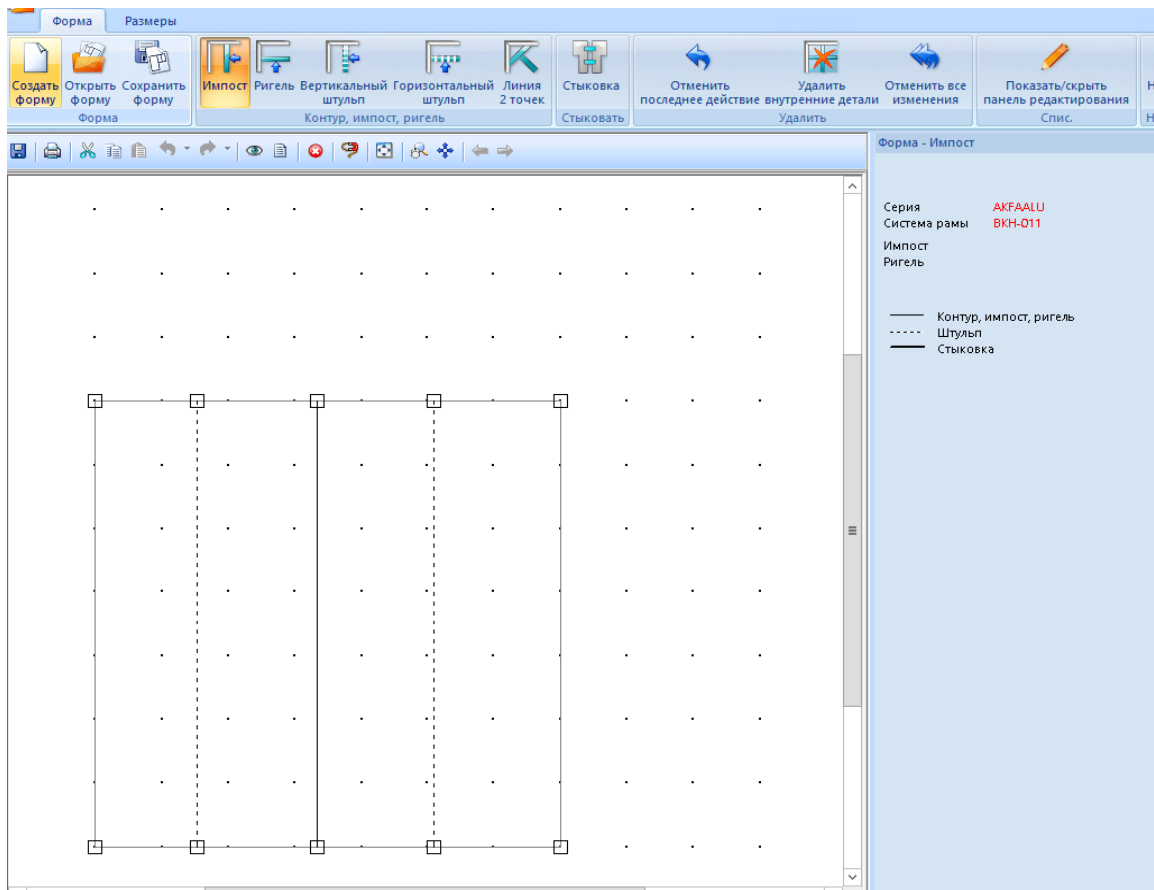 Форма Размеры
Создать форму
Открыть форму
Сохранить форму
Форма
Импост
Ригель
Вертикальный штульп
Горизонтальный штульп
Линия 2 точек
Контур, импост, ригель
Стыковка
Стыковать
Отменить последнее действие
Удалить внутренние детали
Отменить все изменения
Удалить
Показать/скрыть панель редактирования
Спис.
Форма - Импост
Серия AKFAALU
Система рамы BKH-011
Импост
Ригель
Контур, импост, ригель
Штульп
Стыковка